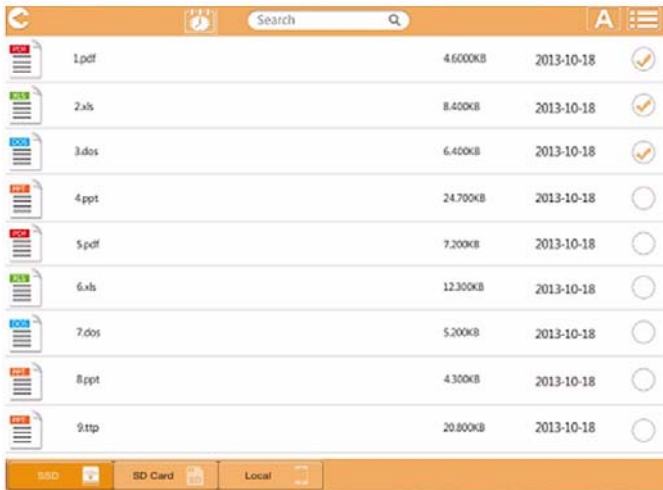 Search A
PDF 1.pdf 4.6000KB 2013-10-18
XLS 2.xls 8.400KB 2013-10-18
DOS 3.dos 6.400KB 2013-10-18
PPT 4.ppt 24.700KB 2013-10-18
PDF 5.pdf 7.200KB 2013-10-18
XLS 6.xls 12.300KB 2013-10-18
DOS 7.dos 5.200KB 2013-10-18
PPT 8.ppt 4.300KB 2013-10-18
PPT 9.ttp 20.800KB 2013-10-18
SSD SD Card Local